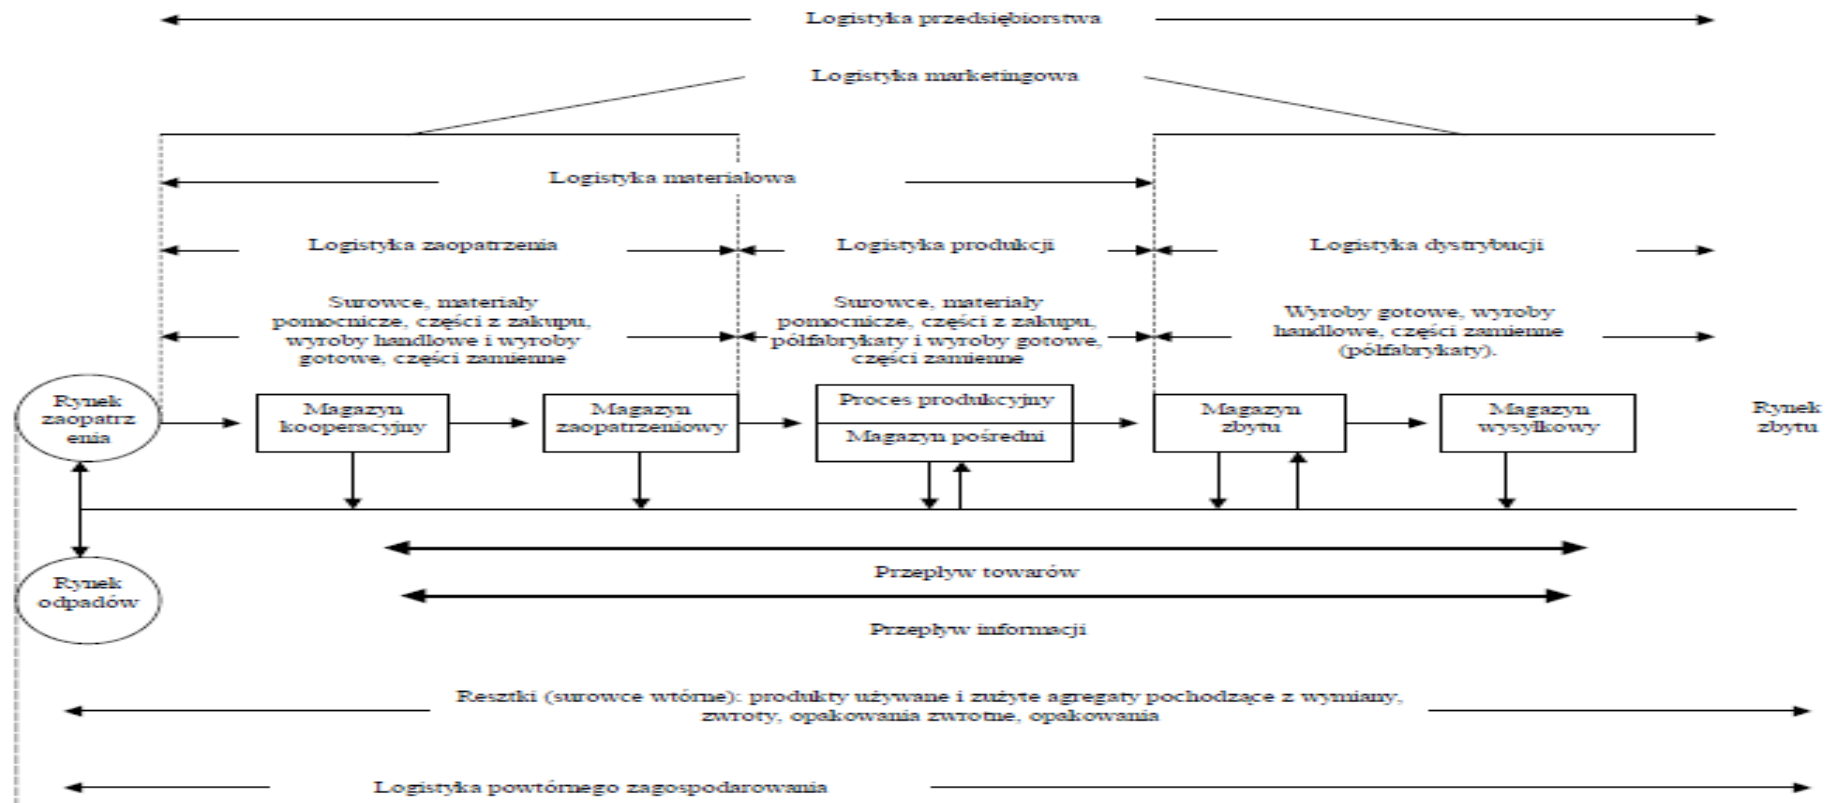 Logistyka przedsiębiorstwa
Logistyka marketingowa
Logistyka materiałowa
Logistyka zaopatrzenia
Logistyka produkcji
Logistyka dystrybucji
Surowce, materiały
pomocnicze, części z zakupu,
wyroby handlowe i wyroby
gotowe, części zamienne
Surowce, materiały
pomocnicze, części z zakupu,
półfabrykaty i wyroby gotowe,
części zamienne
Wyroby gotowe, wyroby
handlowe, części zamienne
(półfabrykaty).
Rynek
zaopatrz
enia
Magazyn
kooperacyjny
Magazyn
zaopatrzeniowy
Proces produkcyjny
Magazyn pośredni
Magazyn
zbytu
Magazyn
wysyłkowy
Rynek
zbytu
Rynek
odpadów
Przepływ towarów
Przepływ informacji
Resztki (surowce wtórne): produkty używane i zużyte agregaty pochodzące z wymiany,
zwroty, opakowania zwrotne, opakowania
Logistyka powtórnego zagospodarowania